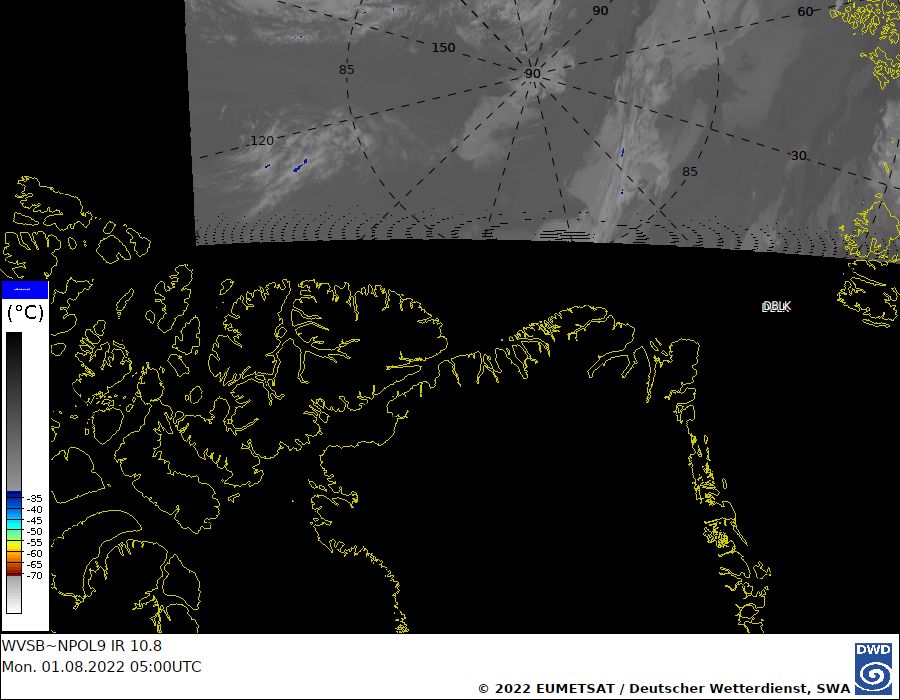 90
60
150
85
90
120
30
85
DBLK
(°C)
-35
-40
-45
-50
-55
-60
-65
-70
WVSB~NPOL9 IR 10.8
Mon. 01.08.2022 05:00UTC
DWD
© 2022 EUMETSAT / Deutscher Wetterdienst, SWA